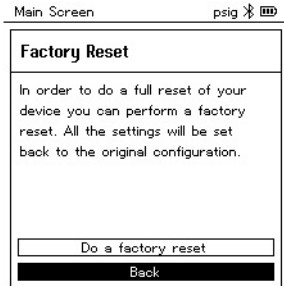 Main Screen psig
Factory Reset
In order to do a full reset of your
device you can perform a factory
reset. All the settings will be set
back to the original configuration.
Do a factory reset
Back